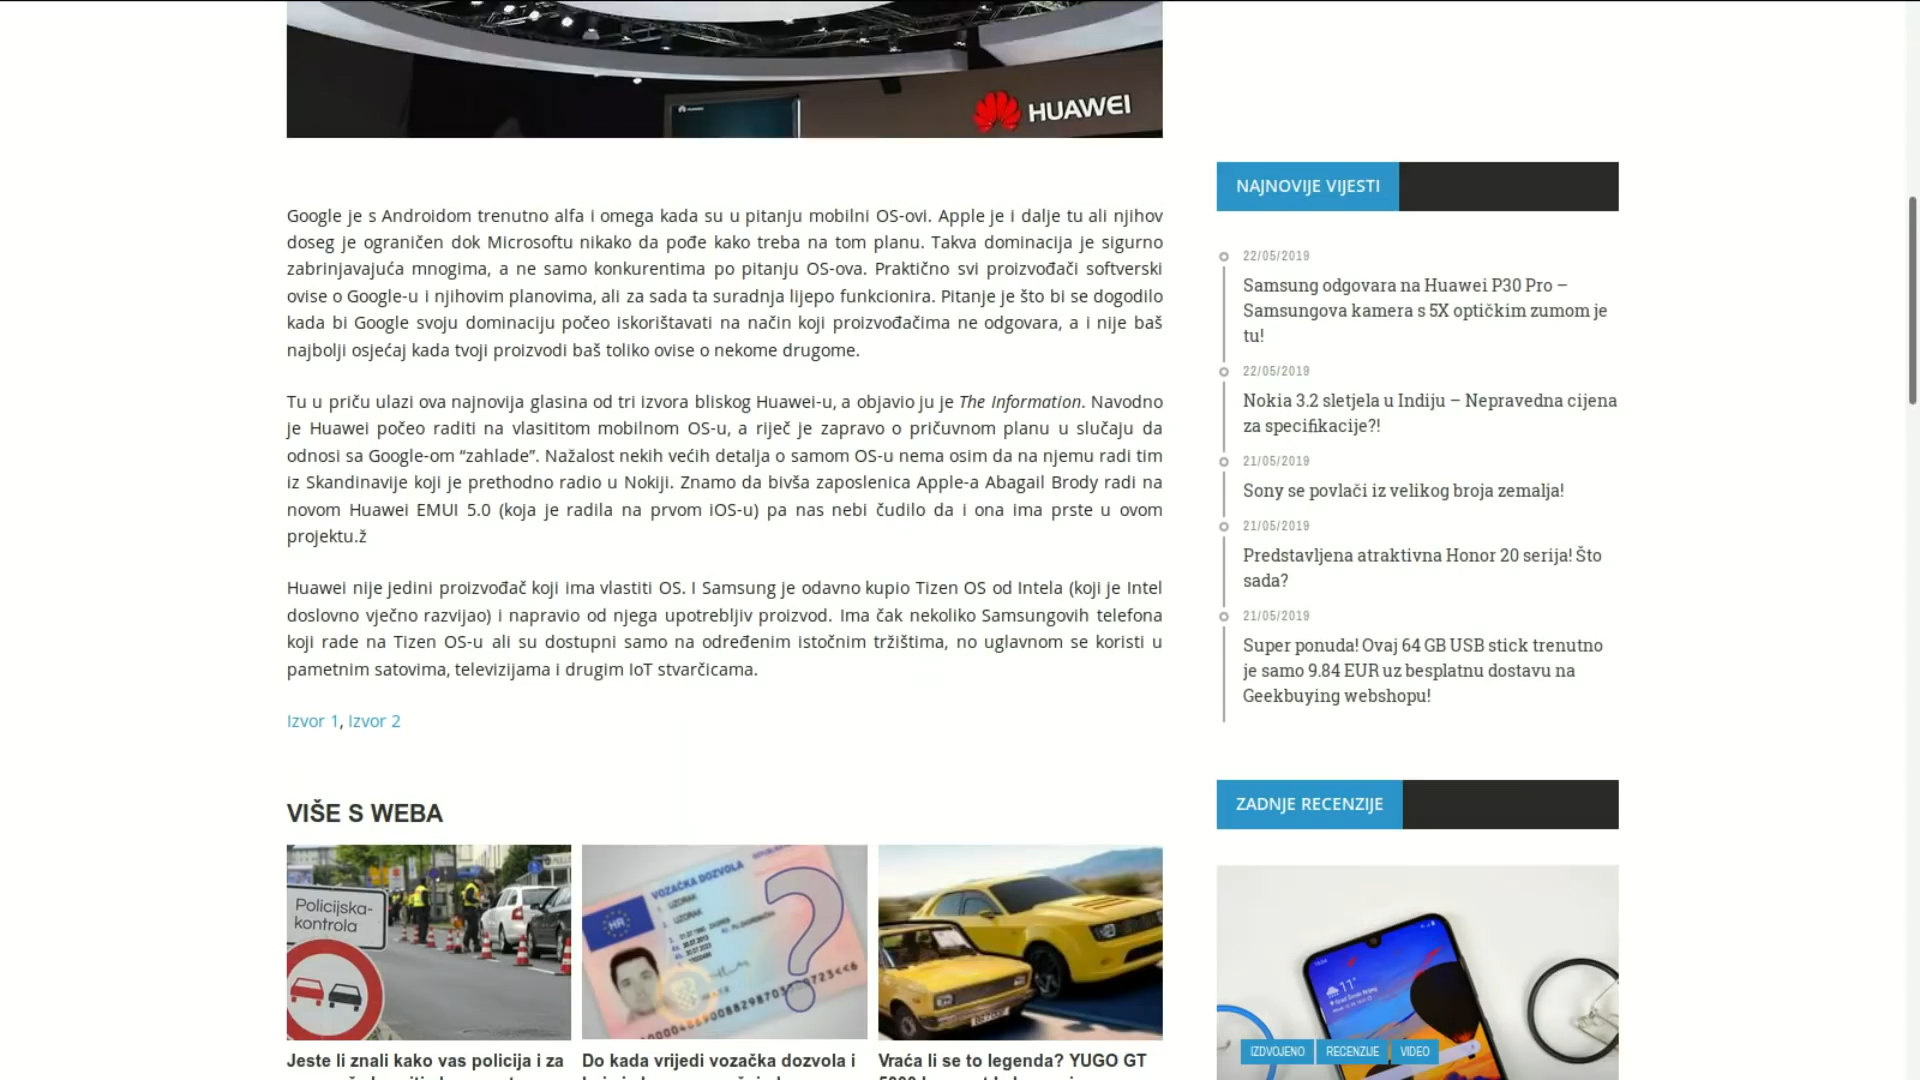 HUAWEI
Google je s Androidom trenutno alfa i omega kada su u pitanju mobilni OS-ovi. Apple je i dalje tu ali njihov
doseg je ograničen dok Microsoftu nikako da pođe kako treba na tom planu. Takva dominacija je sigurno
zabrinjavajuća mnogima, a ne samo konkurentima po pitanju OS-ova. Praktično svi proizvođači softverski
ovise o Google-u i njihovim planovima, ali za sada ta suradnja lijepo funkcionira. Pitanje je što bi se dogodilo
kada bi Google svoju dominaciju počeo iskorištavati na način koji proizvođačima ne odgovara, a i nije baš
najbolji osjećaj kada tvoji proizvodi baš toliko ovise o nekome drugome.
Tu u priču ulazi ova najnovija glasina od tri izvora bliskog Huawei-u, a objavio ju je The Information. Navodno
je Huawei počeo raditi na vlasititom mobilnom OS-u, a riječ je zapravo o pričuvnom planu u slučaju da
odnosi sa Google-om “zahlade”. Nažalost nekih većih detalja o samom OS-u nema osim da na njemu radi tim
iz Skandinavije koji je prethodno radio u Nokiji. Znamo da bivša zaposlenica Apple-a Abagail Brody radi na
novom Huawei EMUI 5.0 (koja je radila na prvom iOS-u) pa nas nebi čudilo da i ona ima prste u ovom
projektu.ž
Huawei nije jedini proizvođač koji ima vlastiti OS. I Samsung je odavno kupio Tizen OS od Intela (koji je Intel
doslovno vječno razvijao) i napravio od njega upotrebljiv proizvod. Ima čak nekoliko Samsungovih telefona
koji rade na Tizen OS-u ali su dostupni samo na određenim istočnim tržištima, no uglavnom se koristi u
pametnim satovima, televizijama i drugim IoT stvarčicama.
Izvor 1, Izvor 2
VIŠE S WEBA
Policijska-
kontrola
VOZAČKA DOZVOLA
UZORAK
UZORAK
HR
Jeste li znali kako vas policija i za
Do kada vrijedi vozačka dozvola i
Vraća li se to legenda? YUGO GT
NAJNOVIJE VIJESTI
22/05/2019
Samsung odgovara na Huawei P30 Pro –
Samsungova kamera s 5X optičkim zumom je
tu!
22/05/2019
Nokia 3.2 sletjela u Indiju – Nepravedna cijena
za specifikacije?!
21/05/2019
Sony se povlači iz velikog broja zemalja!
21/05/2019
Predstavljena atraktivna Honor 20 serija! Što
sada?
21/05/2019
Super ponuda! Ovaj 64 GB USB stick trenutno
je samo 9.84 EUR uz besplatnu dostavu na
Geekbuying webshopu!
ZADNJE RECENZIJE
11°
IZDVOJENO
RECENZIJE
VIDEO